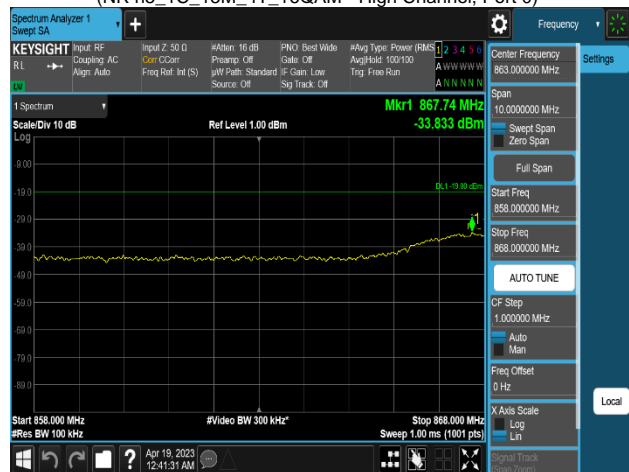 Spectrum Analyzer 1
Swept SA
Frequency
KEYSIGHT
RL
Input: RF
Coupling: AC
Align: Auto
Input Z: 50 Ω
Corr CCorr
Freq Ref: Int (S)
#Atten: 16 dB
Preamp: Off
µW Path: Standard
Source: Off
PNO: Best Wide
Gate: Off
IF Gain: Low
Sig Track: Off
#Avg Type: Power (RMS
Avg|Hold: 100/100
Trig: Free Run
1 2 3 4 5 6
A W W W W W
A N N N N N
Center Frequency
863.000000 MHz
Settings
1 Spectrum
Scale/Div 10 dB
Log
Ref Level 1.00 dBm
Mkr1 867.74 MHz
-33.833 dBm
Span
10.0000000 MHz
Swept Span
Zero Span
Full Span
-9.00
-19.0
-29.0
-39.0
-49.0
-59.0
-69.0
-79.0
-89.0
DL1 -19.80 dBm
1
Start Freq
858.000000 MHz
Stop Freq
868.000000 MHz
AUTO TUNE
CF Step
1.000000 MHz
Auto
Man
Freq Offset
0 Hz
Local
X Axis Scale
Log
Lin
Signal Track
(Span Zoom)
Start 858.000 MHz
#Res BW 100 kHz
#Video BW 300 kHz*
Stop 868.000 MHz
Sweep 1.00 ms (1001 pts)
Apr 19, 2023
12:41:31 AM